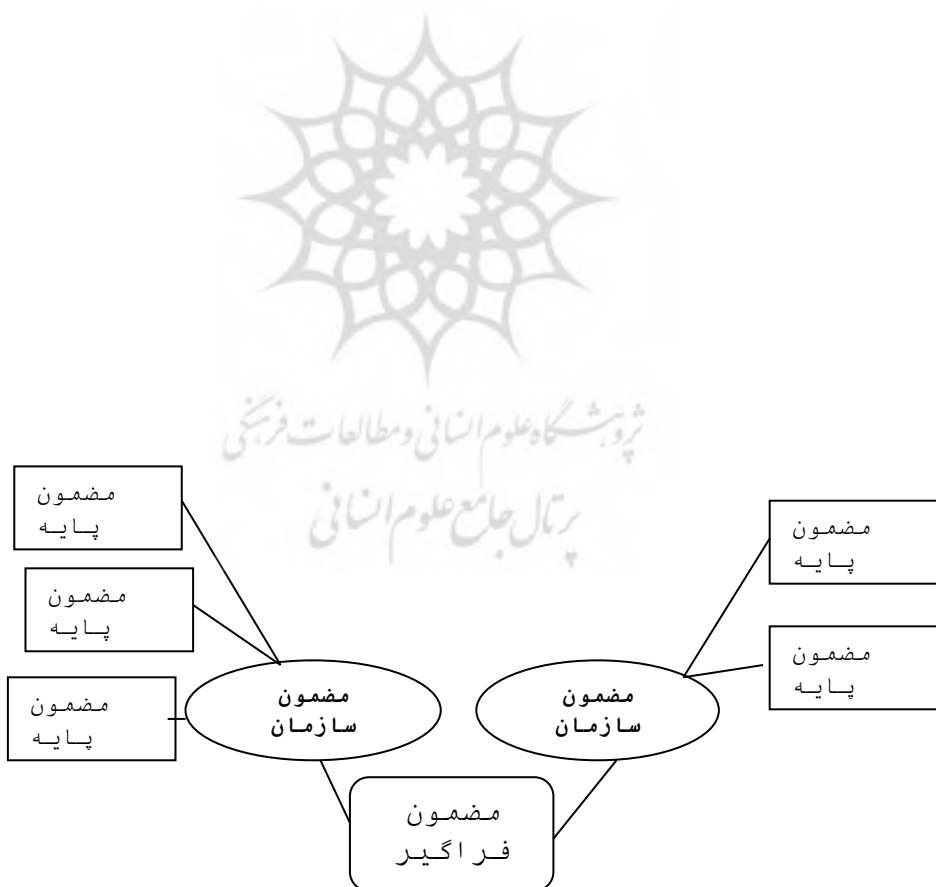 پژوهشگاه علوم انسانی و مطالعات فرهنگی
پرتال جامع علوم انسانی
مضمون
پایه
مضمون
پایه
مضمون
پایه
مضمون
پایه
مضمون
پایه
مضمون
سازمان
مضمون
سازمان
مضمون
فراگیر